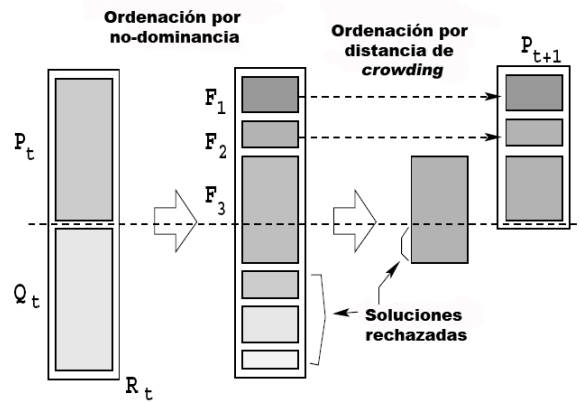 Ordenación por
no-dominancia
Ordenación por
distancia de
crowding
P t+1
P t
F 1
F 2
F 3
Q t
R t
Soluciones
rechazadas